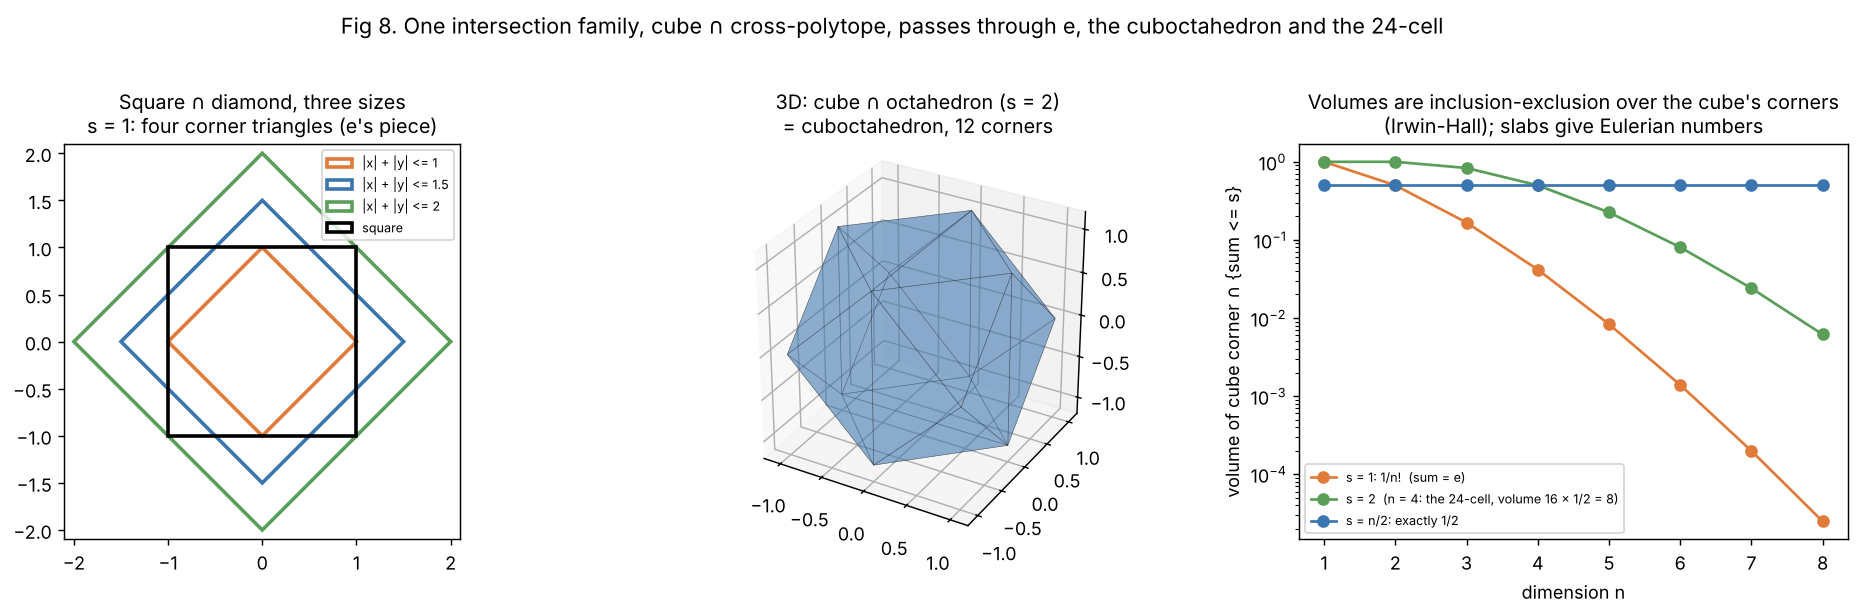 Fig 8. One intersection family, cube ∩ cross-polytope, passes through e, the cuboctahedron and the 24-cell
Square ∩ diamond, three sizes
s = 1: four corner triangles (e's piece)
2.0
1.5
1.0
0.5
0.0
−0.5
−1.0
−1.5
−2.0
−2
−1
0
1
2
|x| + |y| <= 1
|x| + |y| <= 1.5
|x| + |y| <= 2
square
3D: cube ∩ octahedron (s = 2)
= cuboctahedron, 12 corners
1.0
0.5
0.0
−0.5
−1.0
1.0
0.5
0.0
−0.5
−1.0
−1.0
−0.5
0.0
0.5
1.0
Volumes are inclusion-exclusion over the cube's corners
(Irwin-Hall); slabs give Eulerian numbers
volume of cube corner ∩ {sum <= s}
10⁰
10⁻¹
10⁻²
10⁻³
10⁻⁴
s = 1: 1/n! (sum = e)
s = 2 (n = 4: the 24-cell, volume 16 × 1/2 = 8)
s = n/2: exactly 1/2
1
2
3
4
5
6
7
8
dimension n